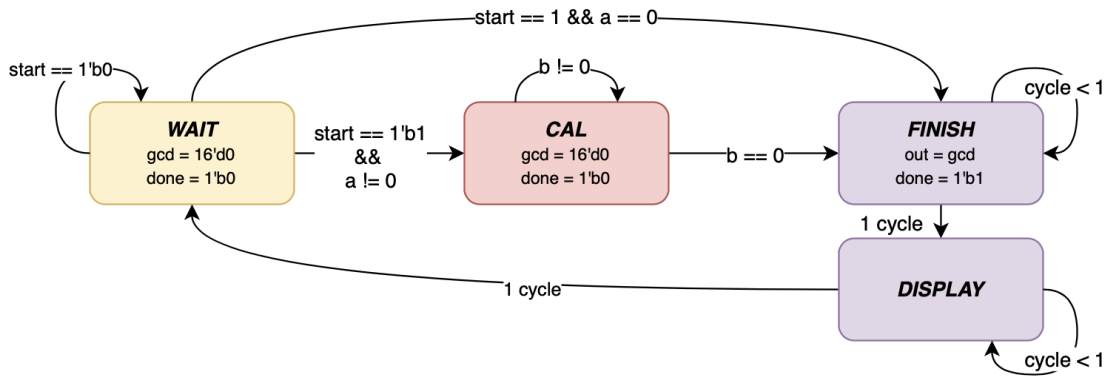 start == 1 && a == 0
start == 1'b0
b != 0
cycle < 1
WAIT
gcd = 16'd0
done = 1'b0
start == 1'b1
&&
a != 0
CAL
gcd = 16'd0
done = 1'b0
b == 0
FINISH
out = gcd
done = 1'b1
1 cycle
DISPLAY
1 cycle
cycle < 1